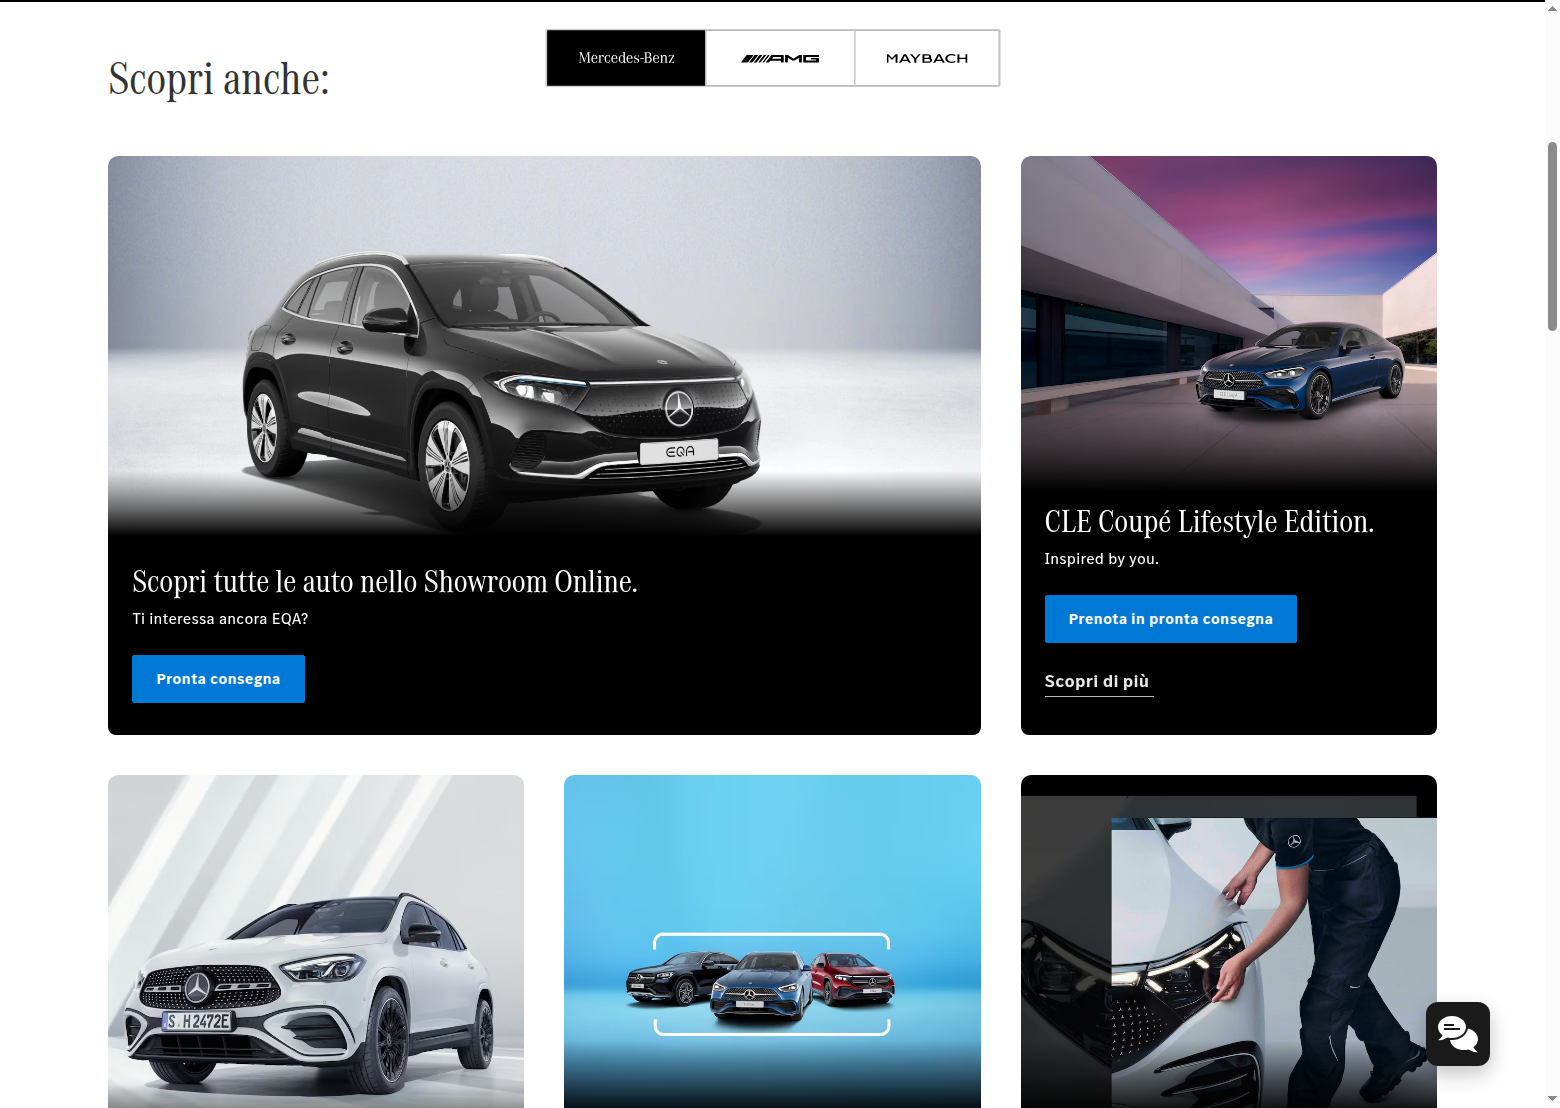 Scopri anche:
Mercedes-Benz
AMG
MAYBACH
EQA
Scopri tutte le auto nello Showroom Online.
Ti interessa ancora EQA?
Pronta consegna
CLE Coupé Lifestyle Edition.
Inspired by you.
Prenota in pronta consegna
Scopri di più
S H 2472E